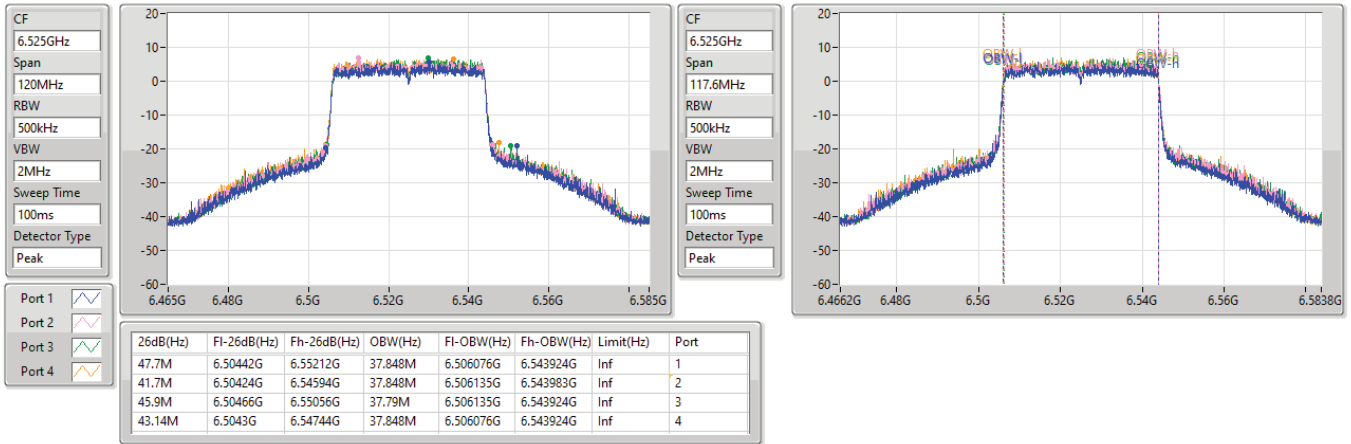 CF
6.525GHz
Span
120MHz
RBW
500kHz
VBW
2MHz
Sweep Time
100ms
Detector Type
Peak
20
10
0
-10
-20
-30
-40
-50
-60
6.465G 6.48G 6.5G 6.52G 6.54G 6.56G 6.585G
CF
6.525GHz
Span
117.6MHz
RBW
500kHz
VBW
2MHz
Sweep Time
100ms
Detector Type
Peak
20
10
0
-10
-20
-30
-40
-50
-60
OBW-l OBW-h
6.4662G 6.48G 6.5G 6.52G 6.54G 6.56G 6.5838G
Port 1
Port 2
Port 3
Port 4
26dB(Hz) Fl-26dB(Hz) Fh-26dB(Hz) OBW(Hz) Fl-OBW(Hz) Fh-OBW(Hz) Limit(Hz) Port
47.7M 6.50442G 6.55212G 37.848M 6.506076G 6.543924G Inf 1
41.7M 6.50424G 6.54594G 37.848M 6.506135G 6.543983G Inf 2
45.9M 6.50466G 6.55056G 37.79M 6.506135G 6.543924G Inf 3
43.14M 6.5043G 6.54744G 37.848M 6.506076G 6.543924G Inf 4